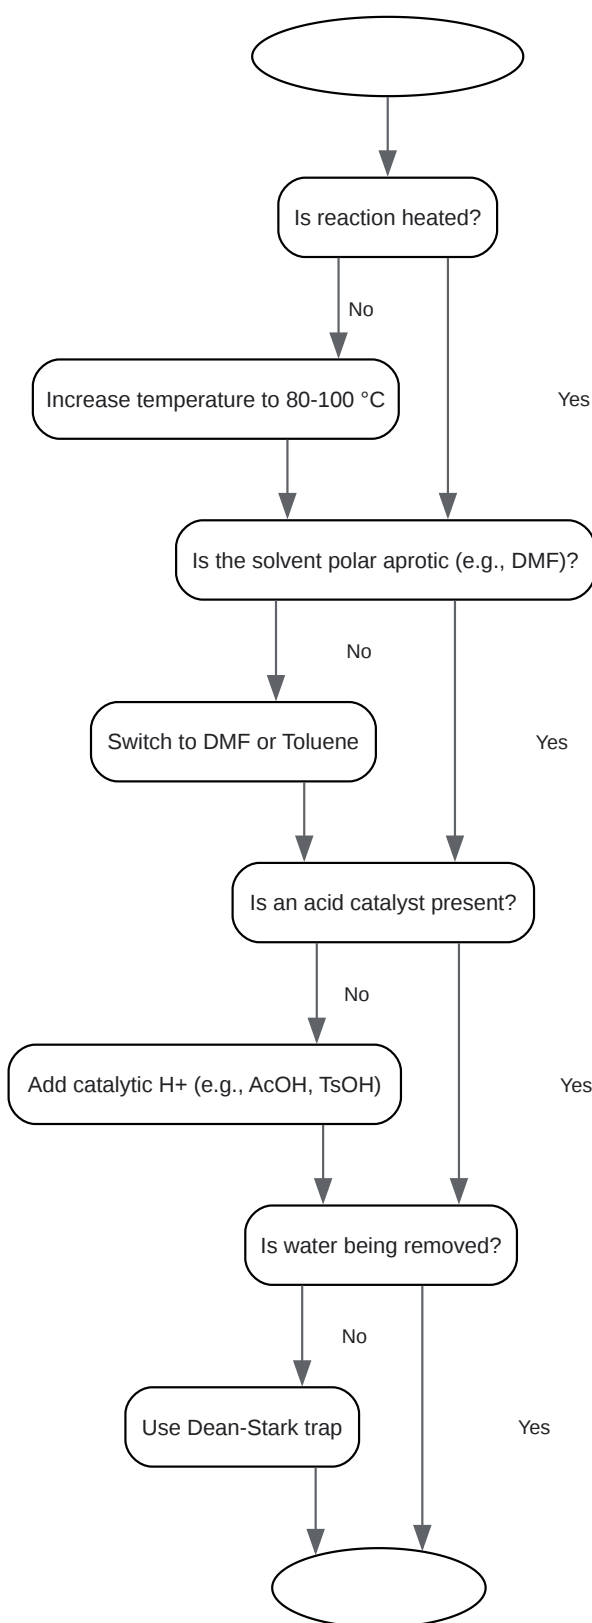 Is reaction heated?
No
Increase temperature to 80-100 °C
Yes
Is the solvent polar aprotic (e.g., DMF)?
No
Switch to DMF or Toluene
Yes
Is an acid catalyst present?
No
Add catalytic H+ (e.g., AcOH, TsOH)
Yes
Is water being removed?
No
Use Dean-Stark trap
Yes